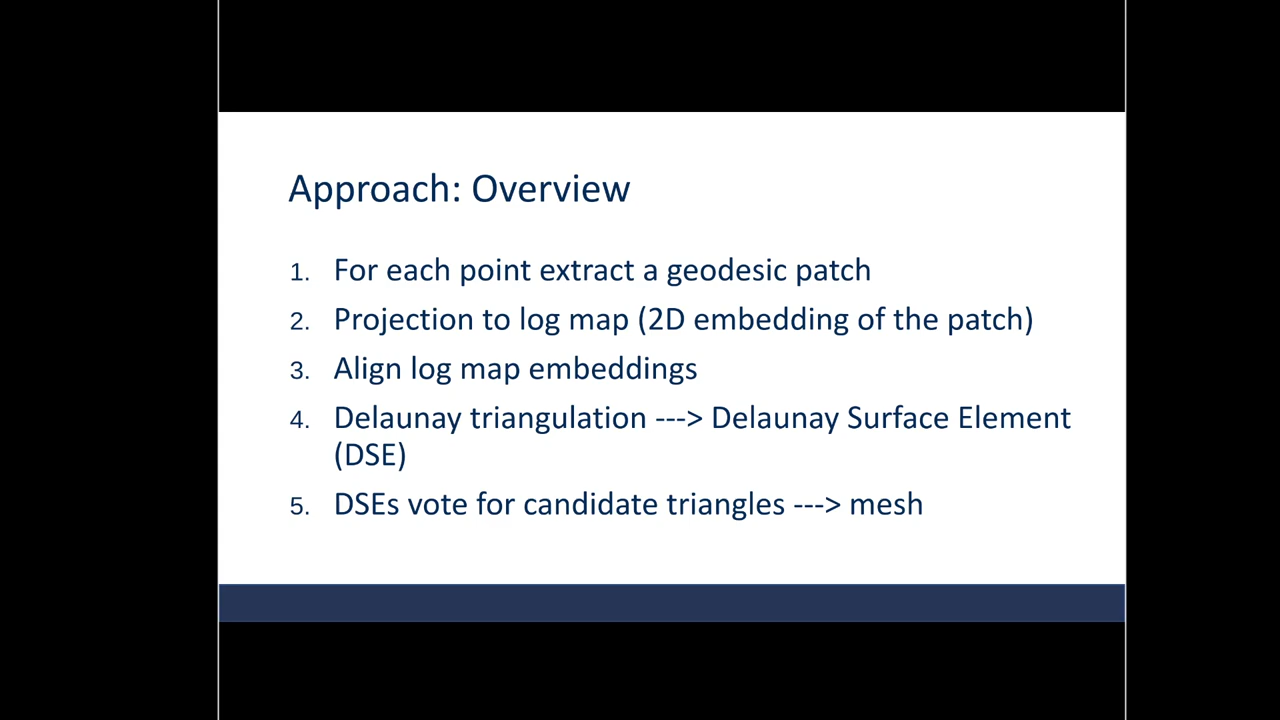 Approach: Overview
1. For each point extract a geodesic patch
2. Projection to log map (2D embedding of the patch)
3. Align log map embeddings
4. Delaunay triangulation ---> Delaunay Surface Element
(DSE)
5. DSEs vote for candidate triangles ---> mesh